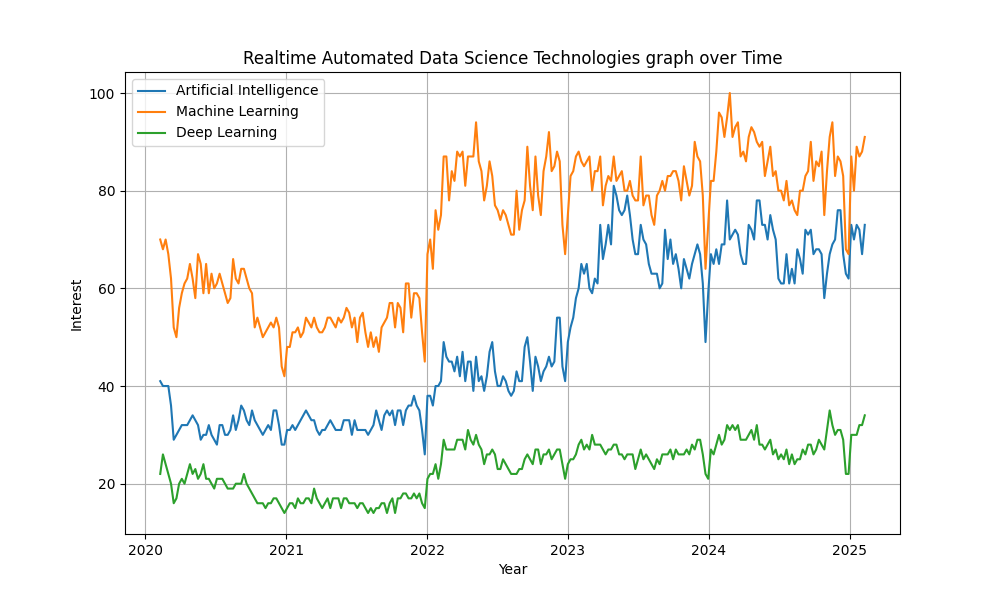 Realtime Automated Data Science Technologies graph over Time
Artificial Intelligence
Machine Learning
Deep Learning
100
80
60
40
20
Interest
2020 2021 2022 2023 2024 2025
Year